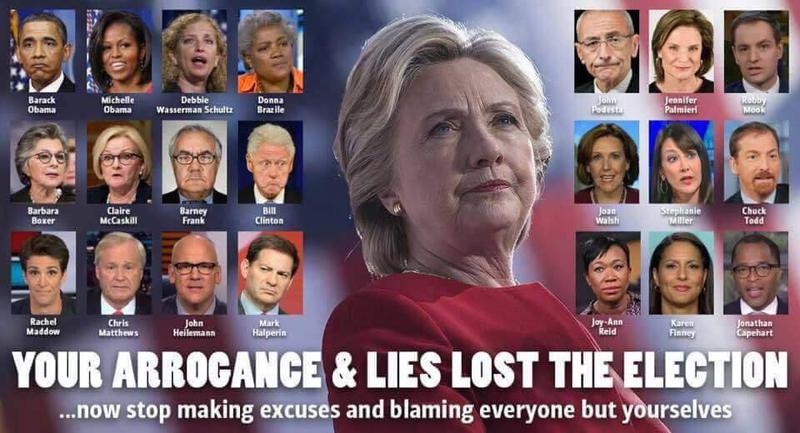 Barack
Obama
Michelle
Obama
Debbie
Wasserman Schultz
Donna
Brazile
John
Podesta
Jennifer
Palmieri
Robby
Mook
Barbara
Boxer
Claire
McCaskill
Barney
Frank
Bill
Clinton
Joan
Walsh
Stephanie
Miller
Chuck
Todd
Rachel
Maddow
Chris
Matthews
John
Heilemann
Mark
Halperin
Joy-Ann
Reid
Karen
Finney
Jonathan
Capehart
YOUR ARROGANCE & LIES LOST THE ELECTION
...now stop making excuses and blaming everyone but yourselves